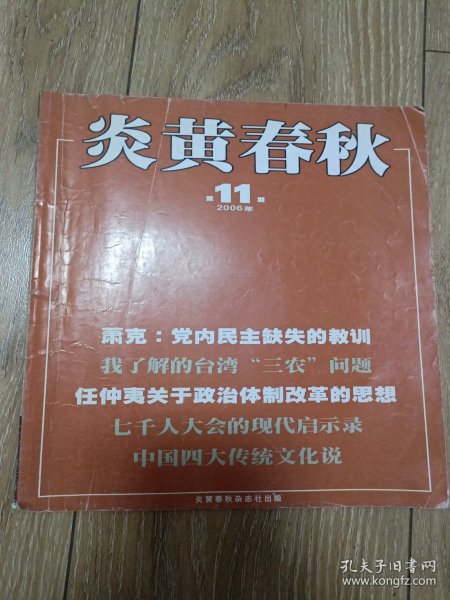 炎黄春秋
第11期
2006年
萧克：党内民主缺失的教训
我了解的台湾“三农”问题
任仲夷关于政治体制改革的思想
七千人大会的现代启示录
中国四大传统文化说
炎黄春秋杂志社出版
孔夫子旧书网
www.kongfz.com